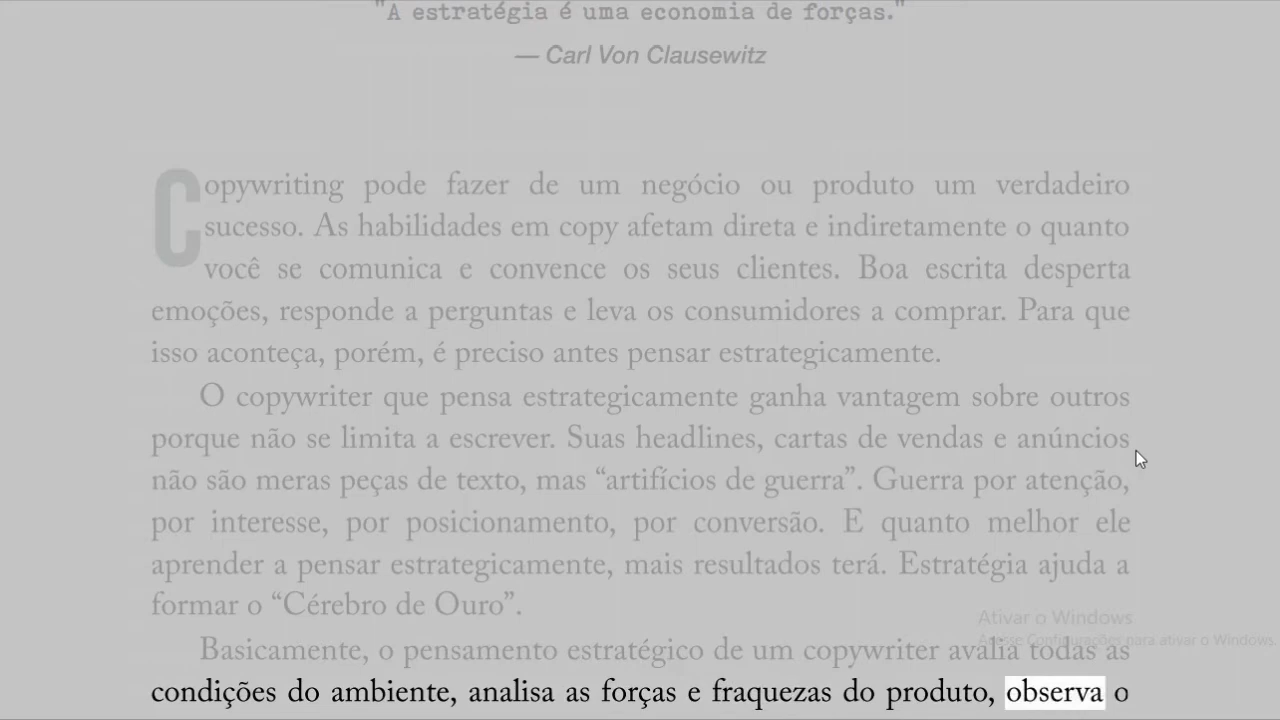 "A estratégia é uma economia de forças."
— Carl Von Clausewitz
Copywriting pode fazer de um negócio ou produto um verdadeiro
sucesso. As habilidades em copy afetam direta e indiretamente o quanto
você se comunica e convence os seus clientes. Boa escrita desperta
emoções, responde a perguntas e leva os consumidores a comprar. Para que
isso aconteça, porém, é preciso antes pensar estrategicamente.
O copywriter que pensa estrategicamente ganha vantagem sobre outros
porque não se limita a escrever. Suas headlines, cartas de vendas e anúncios
não são meras peças de texto, mas “artifícios de guerra”. Guerra por atenção,
por interesse, por posicionamento, por conversão. E quanto melhor ele
aprender a pensar estrategicamente, mais resultados terá. Estratégia ajuda a
formar o “Cérebro de Ouro”.
Ativar o Windows
Acesse Configurações para ativar o Windows.
Basicamente, o pensamento estratégico de um copywriter avalia todas as
condições do ambiente, analisa as forças e fraquezas do produto, observa o